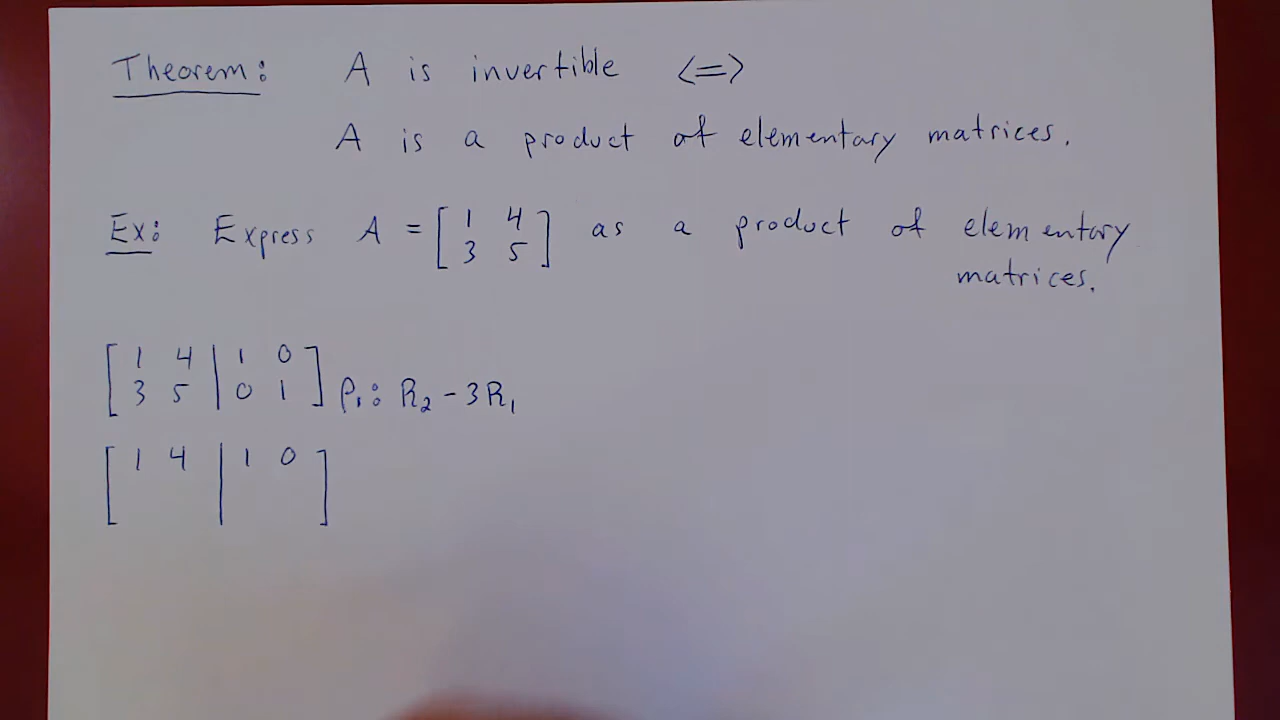 Theorem: A is invertible <=>
A is a product of elementary matrices.
Ex: Express A = [1 4 as a product of elementary
3 5]
matrices.
[1 4 | 1 0]
[3 5 | 0 1] ρ₁: R₂ - 3R₁
[1 4 | 1 0]